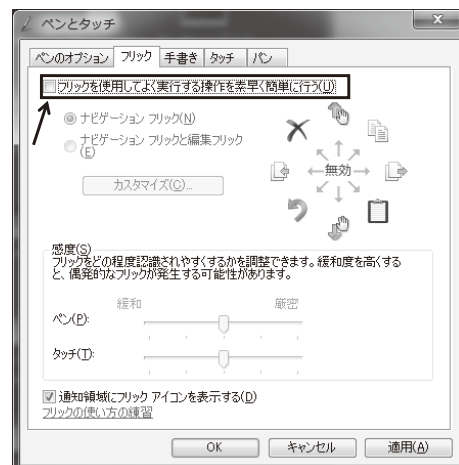 ペンとタッチ
ペンのオプション フリック 手書き タッチ パン
フリックを使用してよく実行する操作を素早く簡単に行う(U)
ナビゲーション フリック(N)
ナビゲーション フリックと編集フリック
(E)
カスタマイズ(C)...
無効
感度(S)
フリックをどの程度認識されやすくするかを調整できます。緩和度を高くする
と、偶発的なフリックが発生する可能性があります。
緩和 厳密
ペン(P):
タッチ(T):
通知領域にフリック アイコンを表示する(D)
フリックの使い方の練習
OK キャンセル 適用(A)